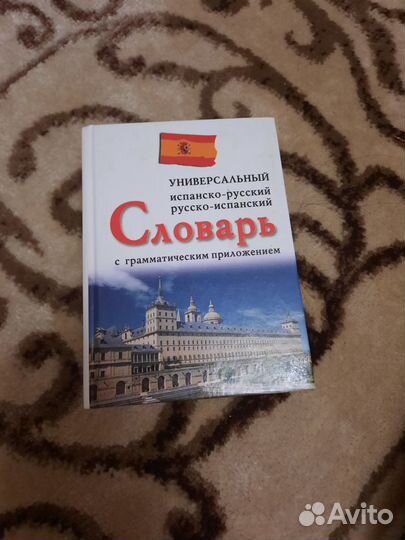 УНИВЕРСАЛЬНЫЙ
испанско-русский
русско-испанский
Словарь
с грамматическим приложением
Avito